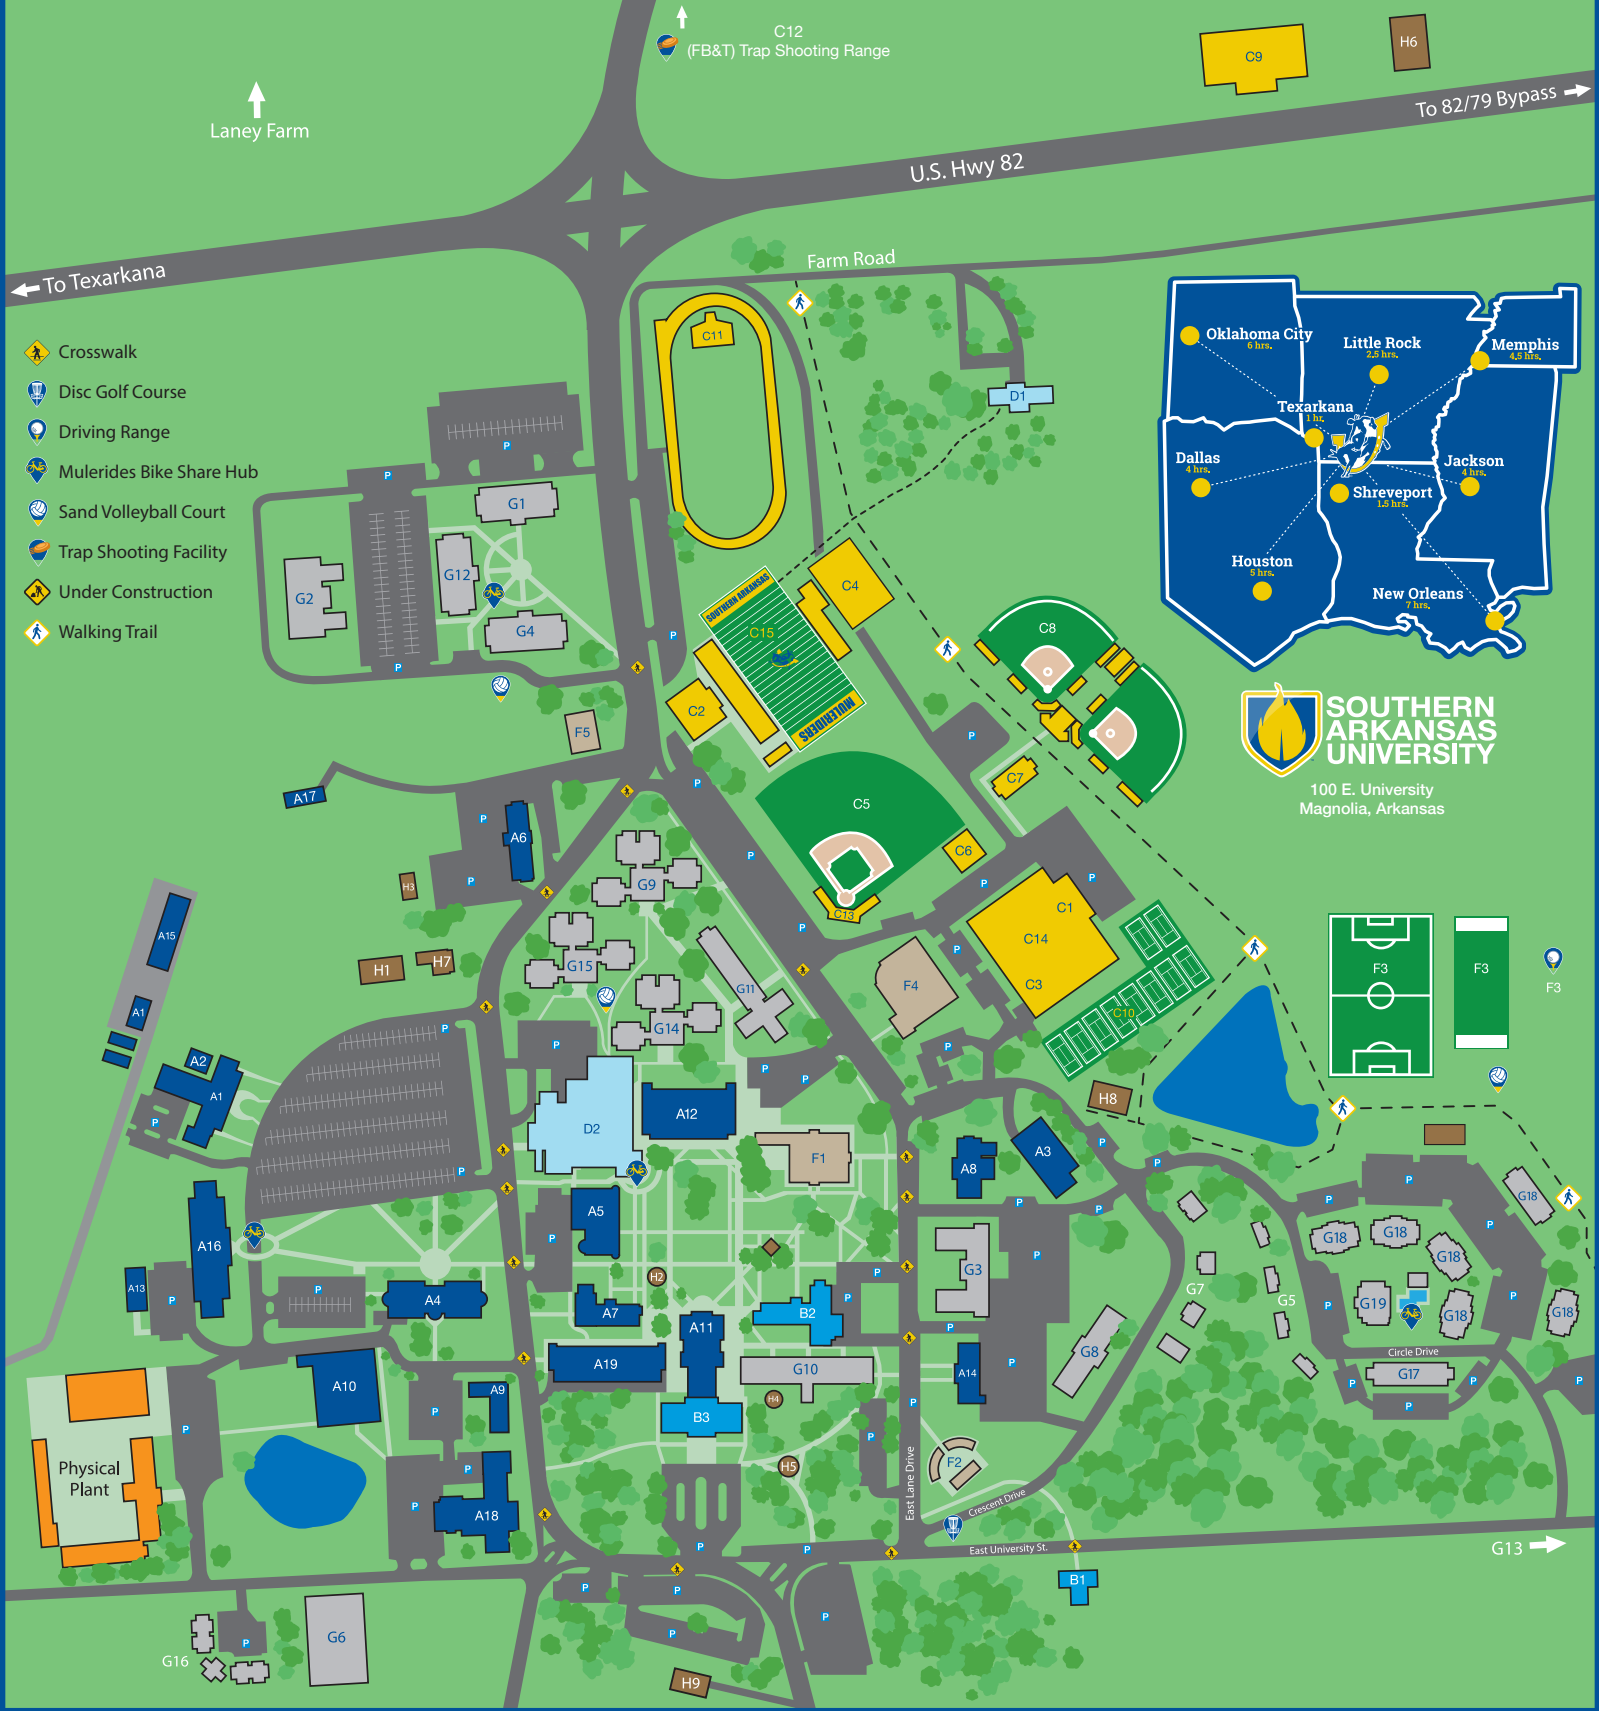 C12
(FB&T) Trap Shooting Range
C9
H6
To 82/79 Bypass
Laney Farm
U.S. Hwy 82
To Texarkana
Farm Road
Crosswalk
Disc Golf Course
Driving Range
Mulerides Bike Share Hub
Sand Volleyball Court
Trap Shooting Facility
Under Construction
Walking Trail
Oklahoma City
6 hrs.
Little Rock
2.5 hrs.
Memphis
4.5 hrs.
Texarkana
1 hr.
Dallas
4 hrs.
Jackson
4 hrs.
Shreveport
1.5 hrs.
Houston
5 hrs.
New Orleans
7 hrs.
SOUTHERN
ARKANSAS
UNIVERSITY
100 E. University
Magnolia, Arkansas
C11
D1
P
P
G1
G12
G2
G4
P
P
F5
SOUTHERN ARKANSAS
C15
MULERIDERS
C4
C2
C8
C7
P
P
C5
C6
C13
P
P
P
P
C1
C14
C3
C10
P
F4
P
A17
P
A6
P
H3
G9
G15
G11
G14
H1
H7
A15
A1
A2
A1
P
P
P
P
P
P
D2
A12
F1
F3
F3
F3
H8
A8
A3
P
P
P
P
A5
P
A16
A13
P
P
A4
H2
A7
A11
B2
A19
G10
B3
H4
H5
P
P
P
G3
P
P
P
A14
G8
P
P
G7
G5
P
P
P
G18
G18
G18
G18
G18
G18
G19
P
P
Circle Drive
G17
P
P
P
P
A10
A9
P
P
P
A18
P
Physical
Plant
East Lane Drive
F2
Crescent Drive
East University St.
G13
B1
P
P
P
P
P
P
H9
G16
P
G6